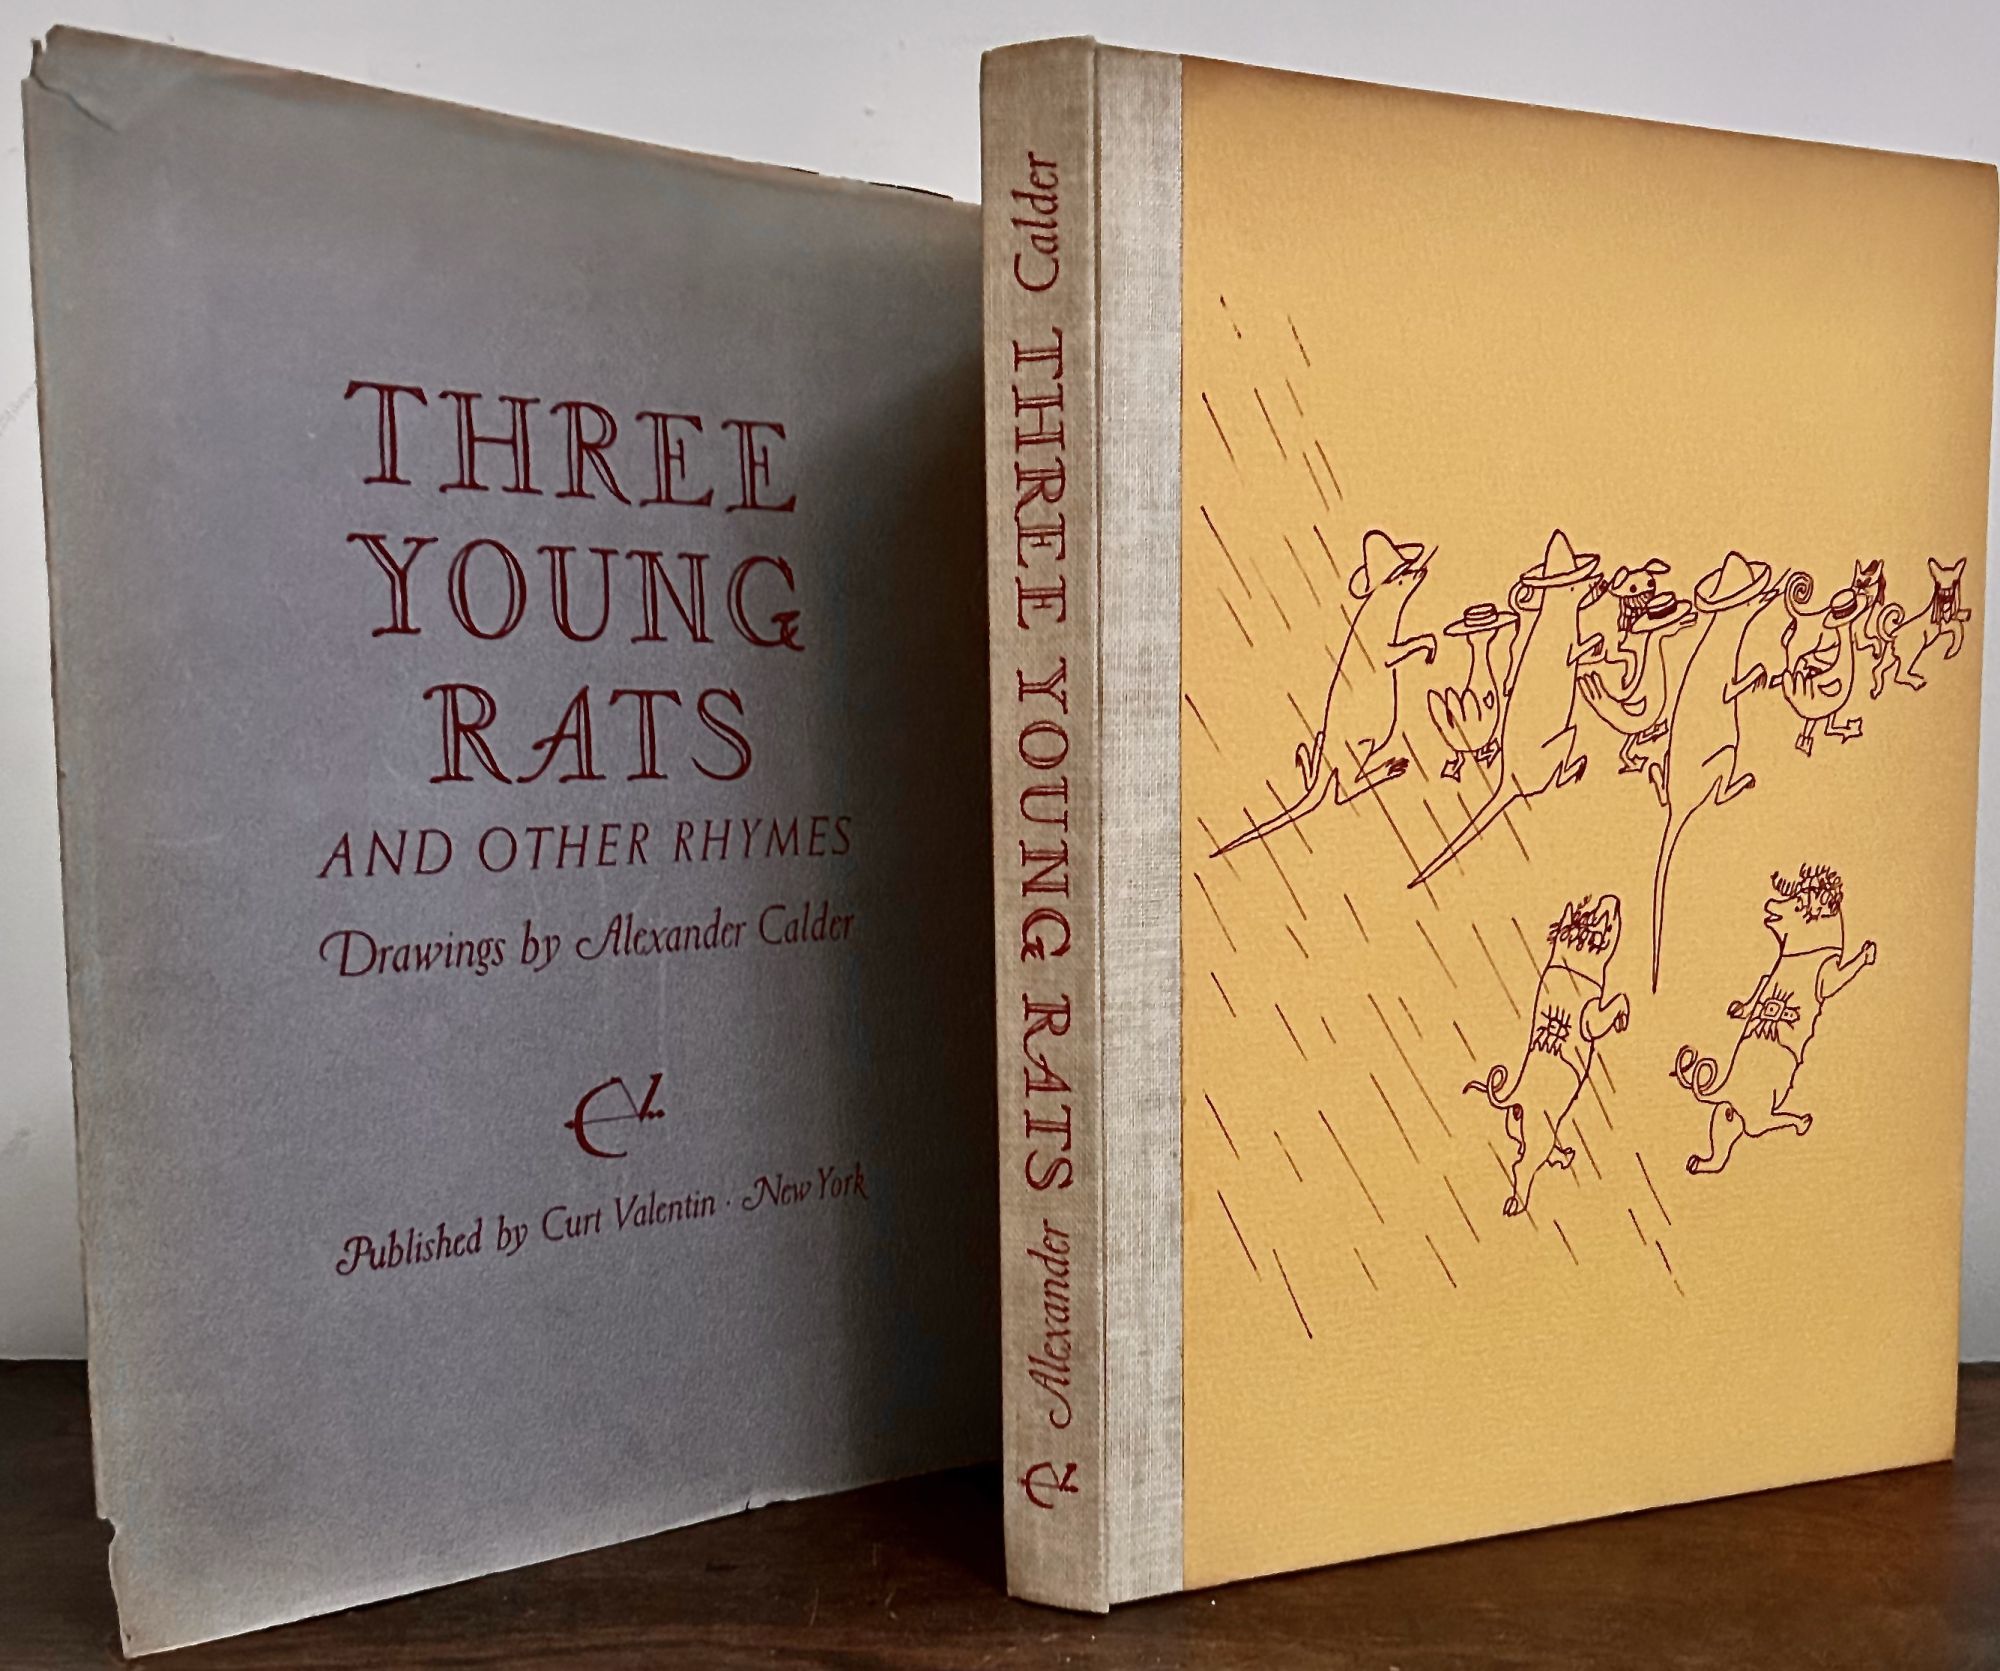 THREE
YOUNG
RATS
AND OTHER RHYMES
Drawings by Alexander Calder
CV
Published by Curt Valentin · New York
Alexander THREE YOUNG RATS Calder